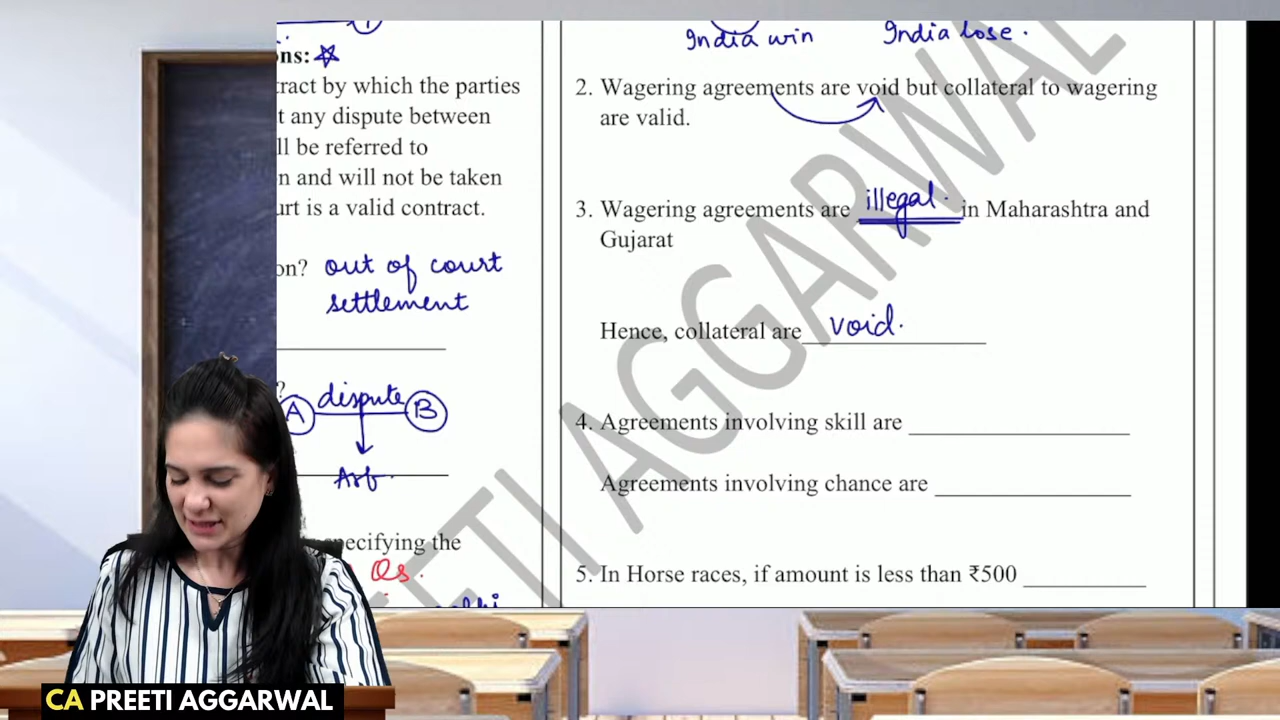 ns:
tract by which the parties
t any dispute between
ll be referred to
n and will not be taken
urt is a valid contract.
on? out of court
settlement
?
A dispute B
Arb.
specifying the
Qs.
India win India lose.
2. Wagering agreements are void but collateral to wagering
are valid.
3. Wagering agreements are illegal. in Maharashtra and
Gujarat
Hence, collateral are void.
4. Agreements involving skill are
Agreements involving chance are
5. In Horse races, if amount is less than ₹500
ETI AGGARWAL
CA PREETI AGGARWAL